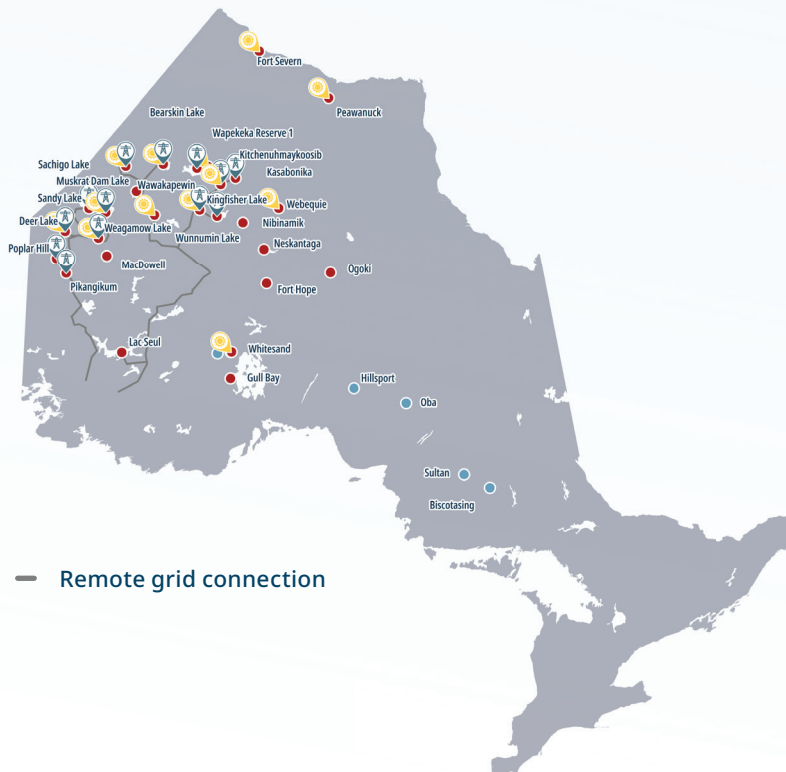 Fort Severn
Peawanuck
Bearskin Lake
Wapekeka Reserve 1
Kitchenuhmaykoosib
Sachigo Lake
Kasabonika
Muskrat Dam Lake
Wawakapewin
Sandy Lake
Kingfisher Lake
Webequie
Deer Lake
Nibinamik
Weagamow Lake
Wunnumin Lake
Poplar Hill
Neskantaga
MacDowell
Ogoki
Pikangikum
Fort Hope
Lac Seul
Whitesand
Gull Bay
Hillsport
Oba
Sultan
Biscotasing
Remote grid connection